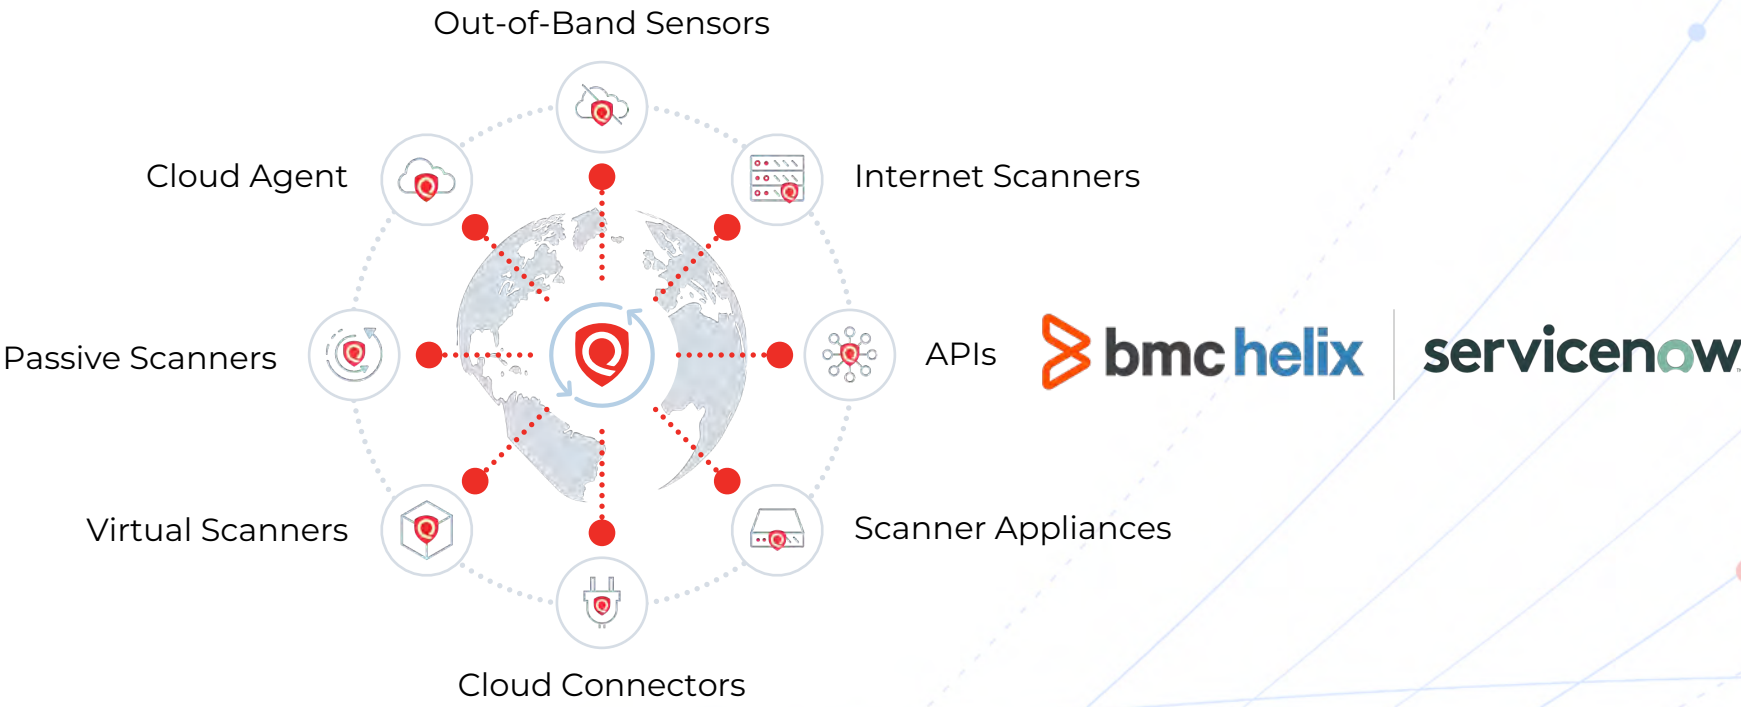 Out-of-Band Sensors
Cloud Agent
Internet Scanners
Passive Scanners
APIs
bmc helix
servicenow
Virtual Scanners
Scanner Appliances
Cloud Connectors